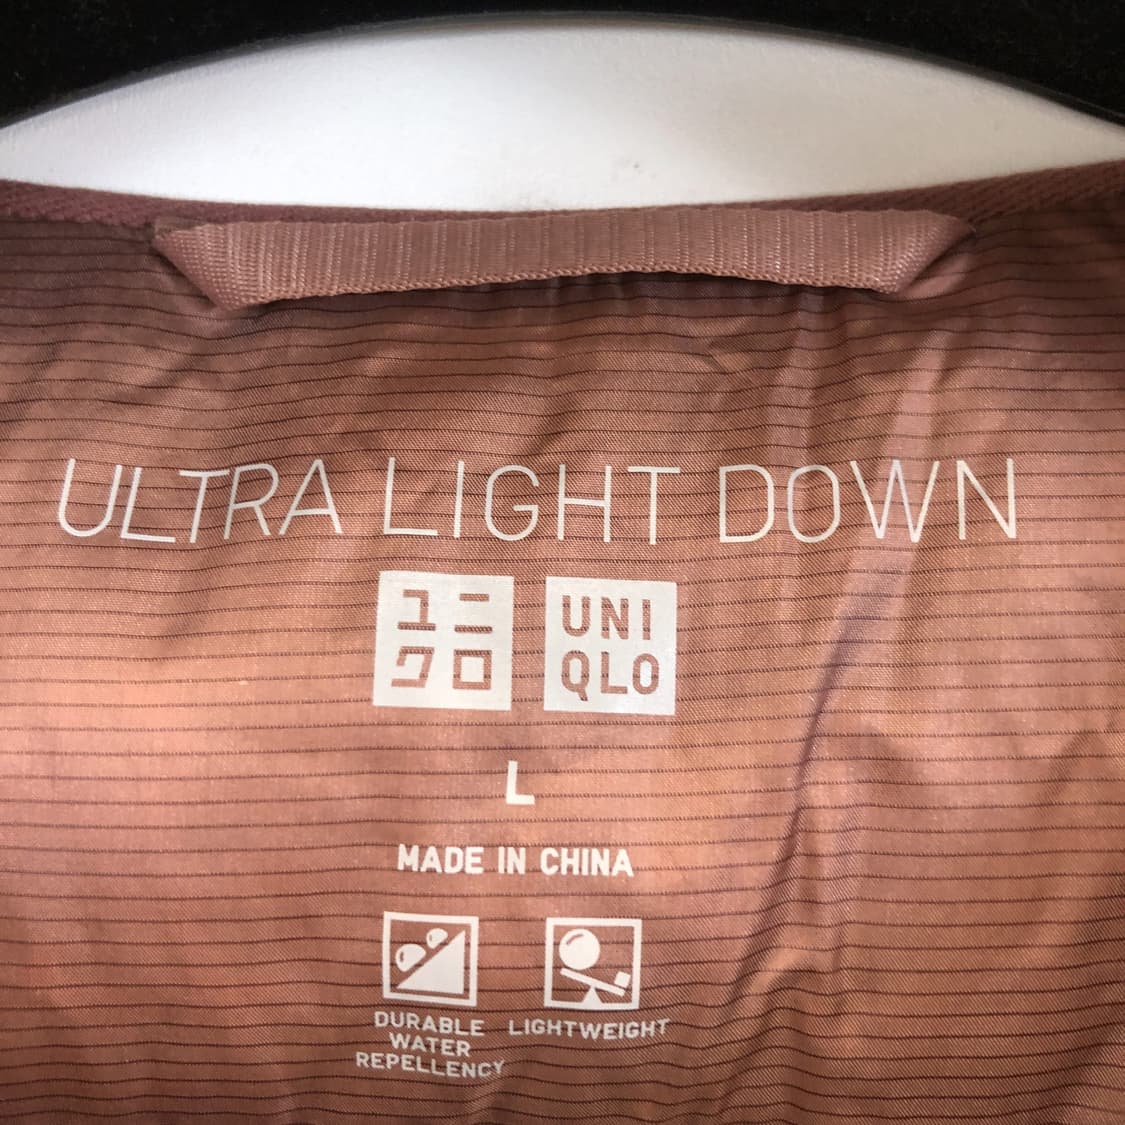 ULTRA LIGHT DOWN
ユニ
クロ
UNI
QLO
L
MADE IN CHINA
DURABLE
WATER
REPELLENCY
LIGHTWEIGHT